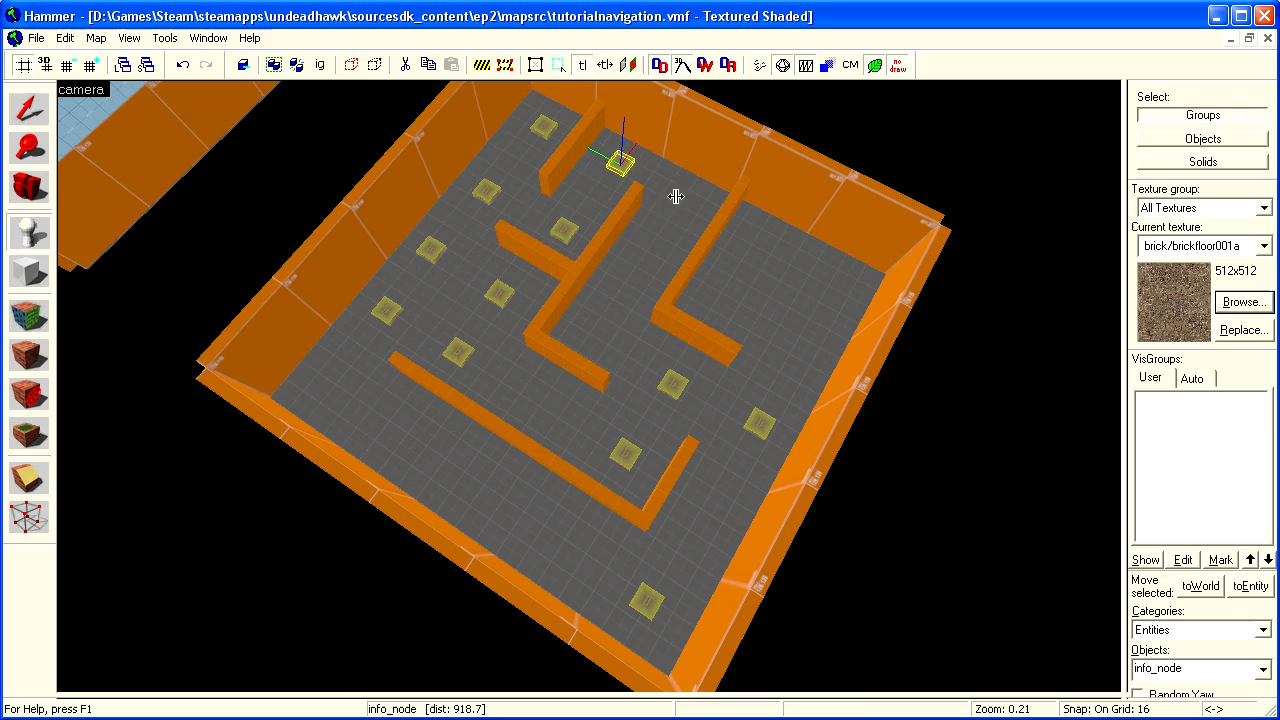 Hammer - [D:\Games\Steam\steamapps\undeadhawk\sourcesdk_content\ep2\mapsrc\tutorialnavigation.vmf - Textured Shaded]
File Edit Map View Tools Window Help
ig CM no draw
camera
Select:
Groups
Objects
Solids
Texture group:
All Textures
Current texture:
brick/brickfloor001a
512x512
Browse...
Replace...
VisGroups:
User Auto
Show Edit Mark
Move selected: toWorld toEntity
Categories:
Entities
Objects:
info_node
Random Yaw
For Help, press F1 info_node [dist: 918.7] Zoom: 0.21 Snap: On Grid: 16 <->